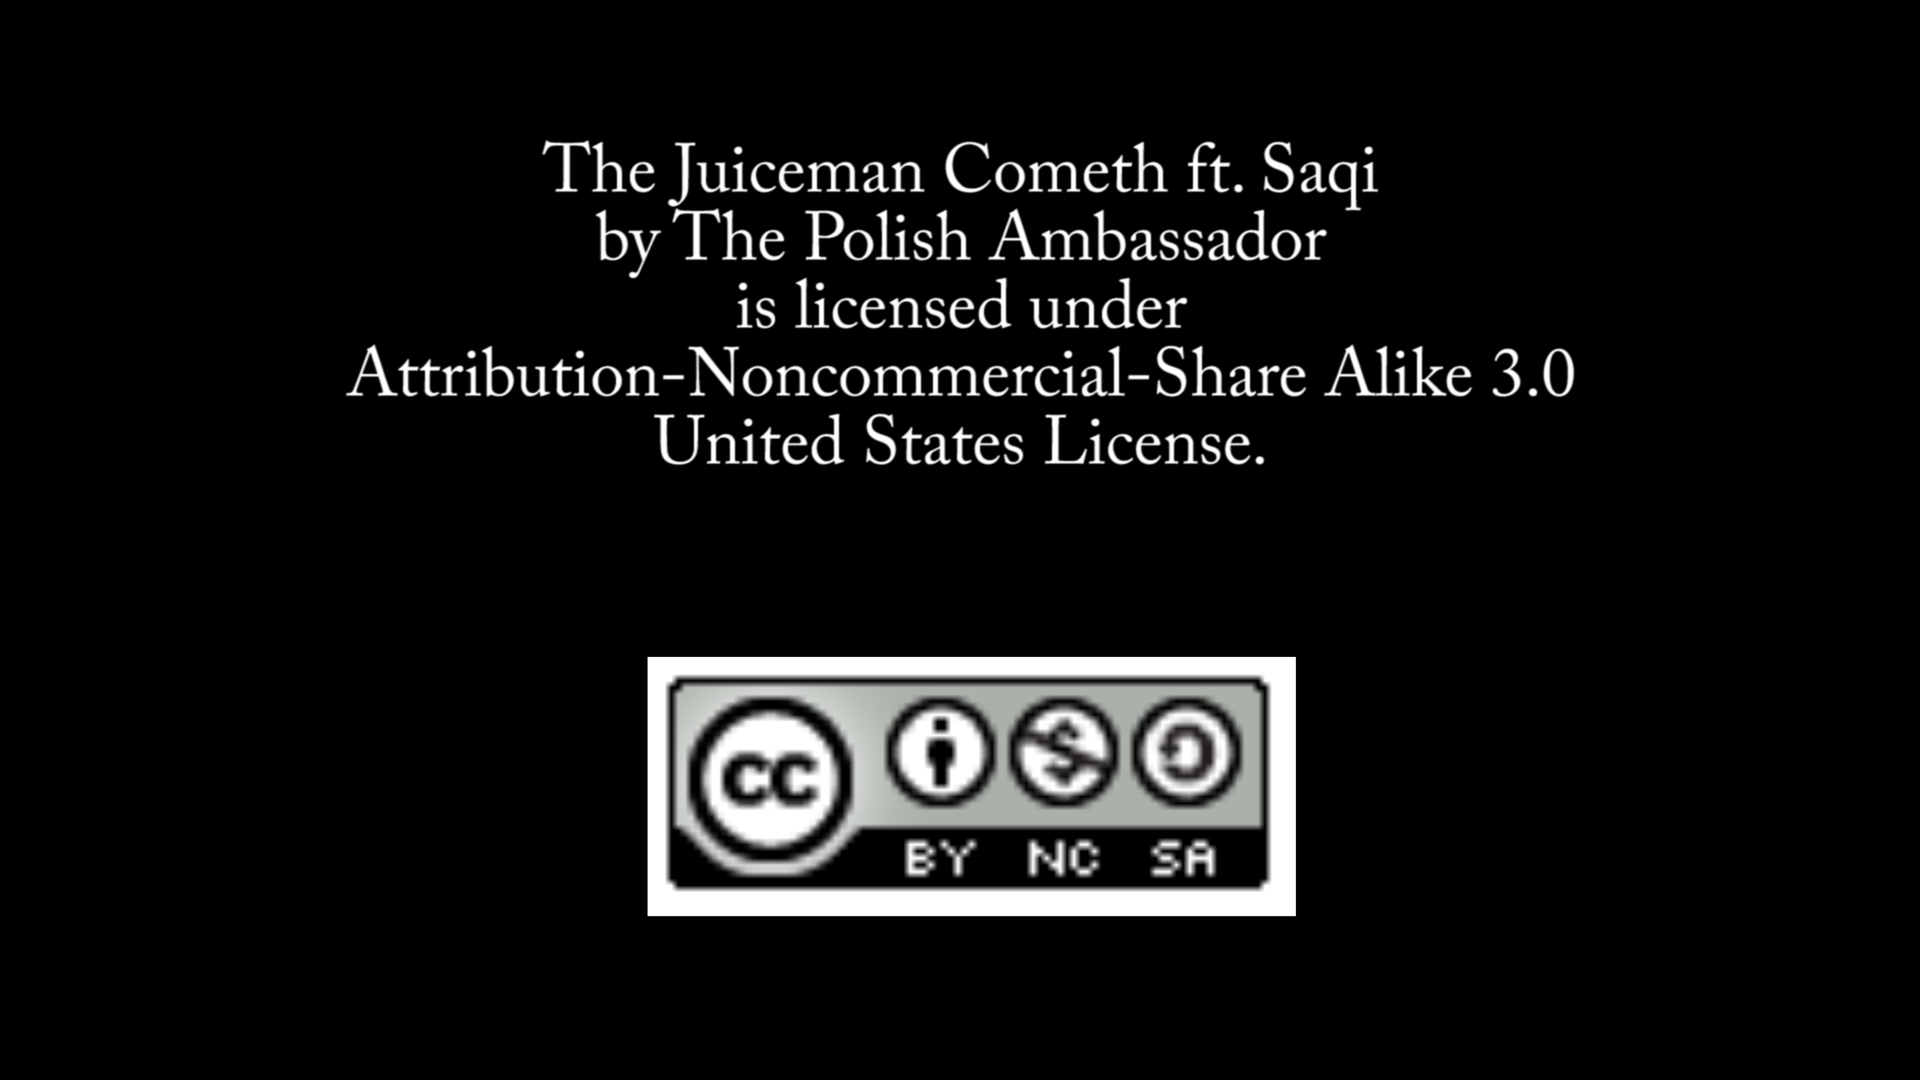 The Juiceman Cometh ft. Saqi
by The Polish Ambassador
is licensed under
Attribution-Noncommercial-Share Alike 3.0
United States License.
cc
BY NC SA